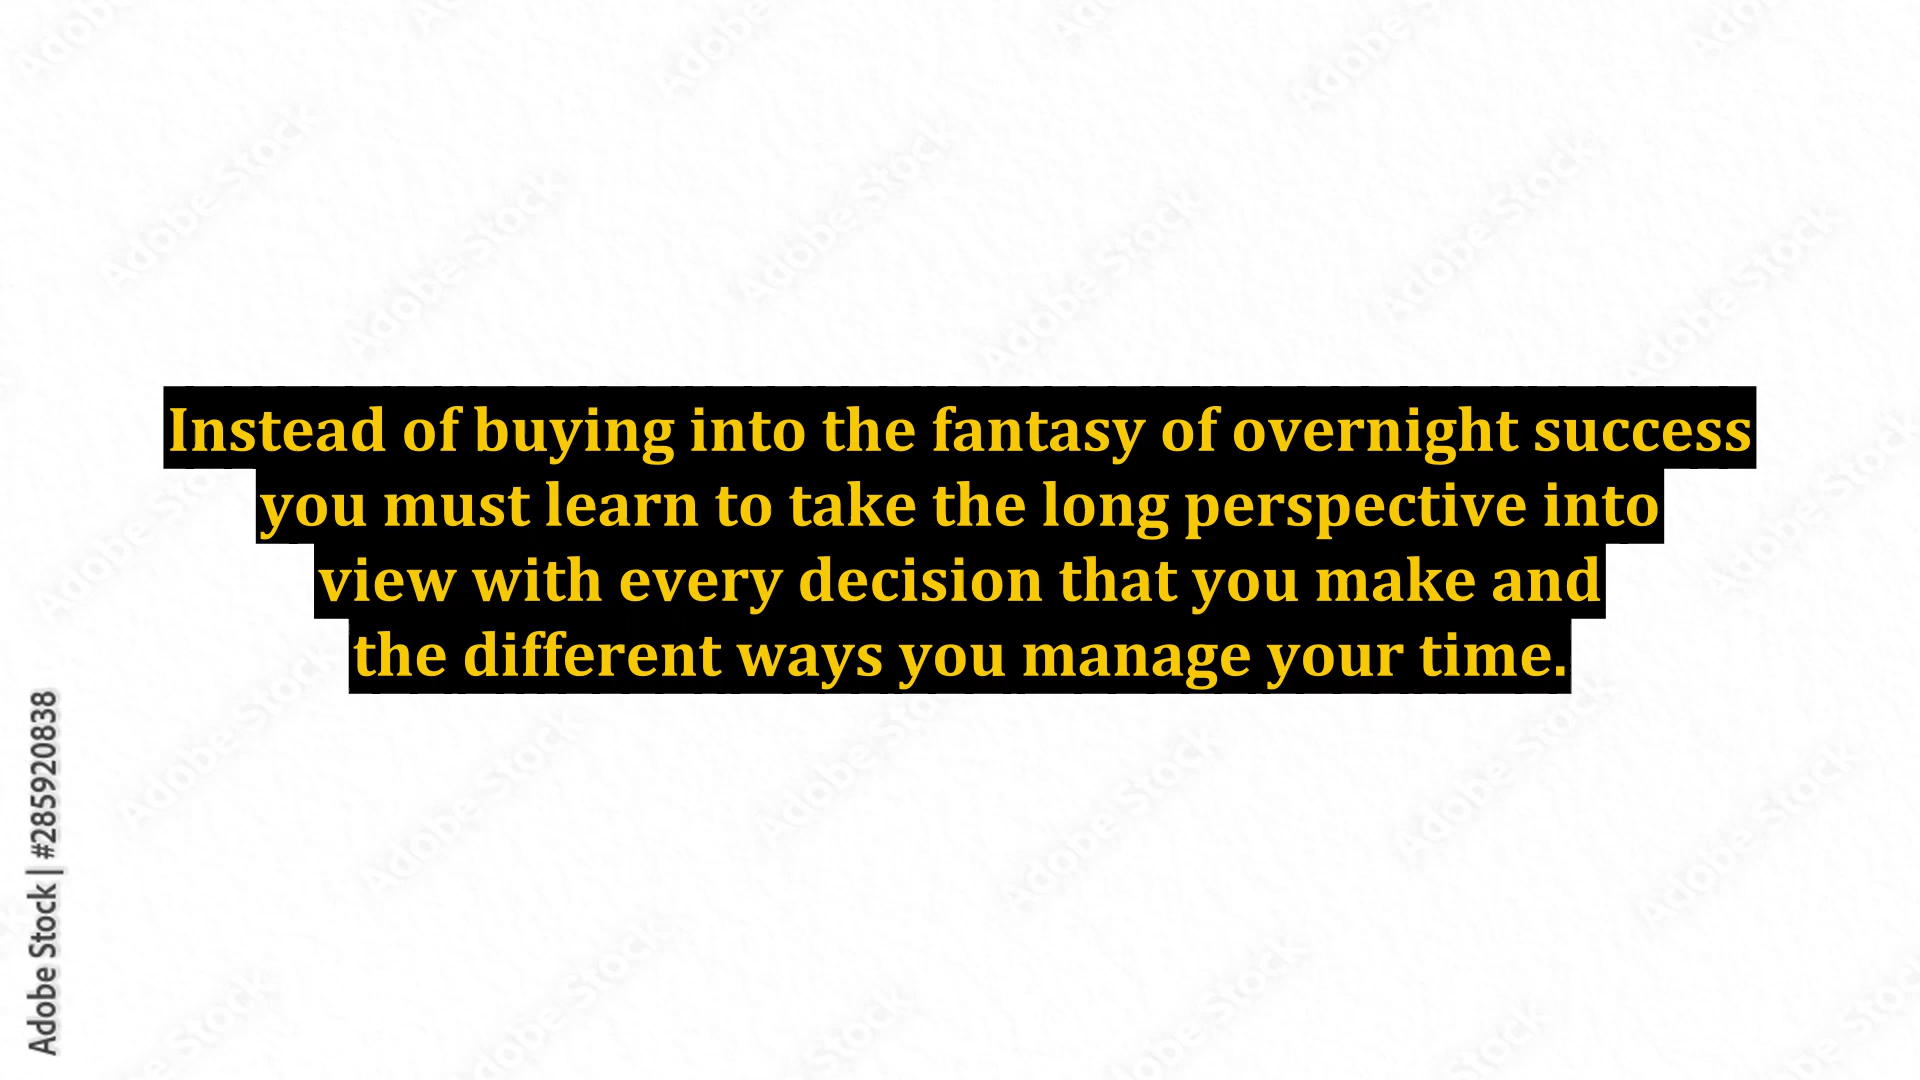 Instead of buying into the fantasy of overnight success
you must learn to take the long perspective into
view with every decision that you make and
the different ways you manage your time.
Adobe Stock | #285920838